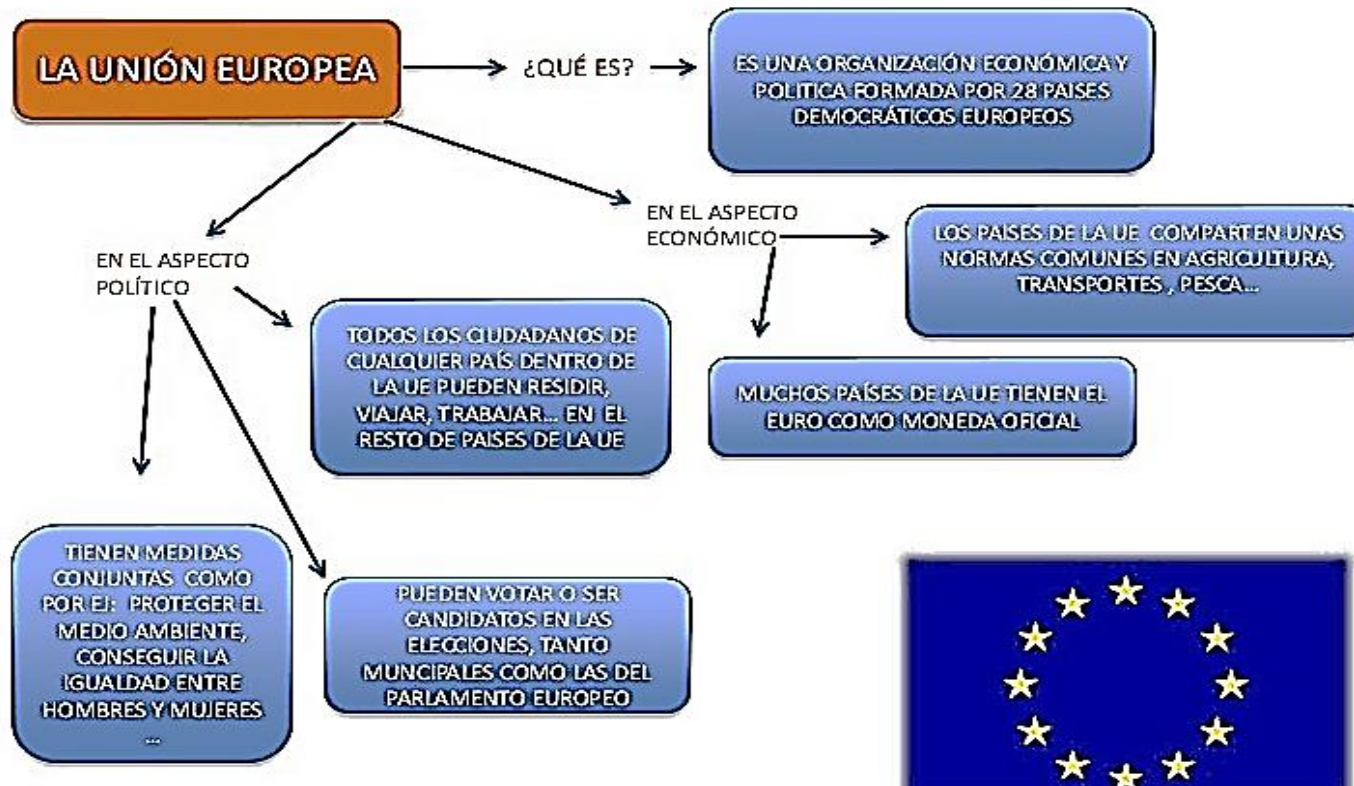 LA UNIÓN EUROPEA
¿QUÉ ES?
ES UNA ORGANIZACIÓN ECONÓMICA Y
POLITICA FORMADA POR 28 PAISES
DEMOCRÁTICOS EUROPEOS
EN EL ASPECTO
ECONÓMICO
LOS PAISES DE LA UE COMPARTEN UNAS
NORMAS COMUNES EN AGRICULTURA,
TRANSPORTES , PESCA...
MUCHOS PAÍSES DE LA UE TIENEN EL
EURO COMO MONEDA OFICIAL
EN EL ASPECTO
POLÍTICO
TODOS LOS CIUDADANOS DE
CUALQUIER PAÍS DENTRO DE
LA UE PUEDEN RESIDIR,
VIAJAR, TRABAJAR... EN EL
RESTO DE PAISES DE LA UE
TIENEN MEDIDAS
CONJUNTAS COMO
POR EJ: PROTEGER EL
MEDIO AMBIENTE,
CONSEGUIR LA
IGUALDAD ENTRE
HOMBRES Y MUJERES
...
PUEDEN VOTAR O SER
CANDIDATOS EN LAS
ELECCIONES, TANTO
MUNCIPALES COMO LAS DEL
PARLAMENTO EUROPEO